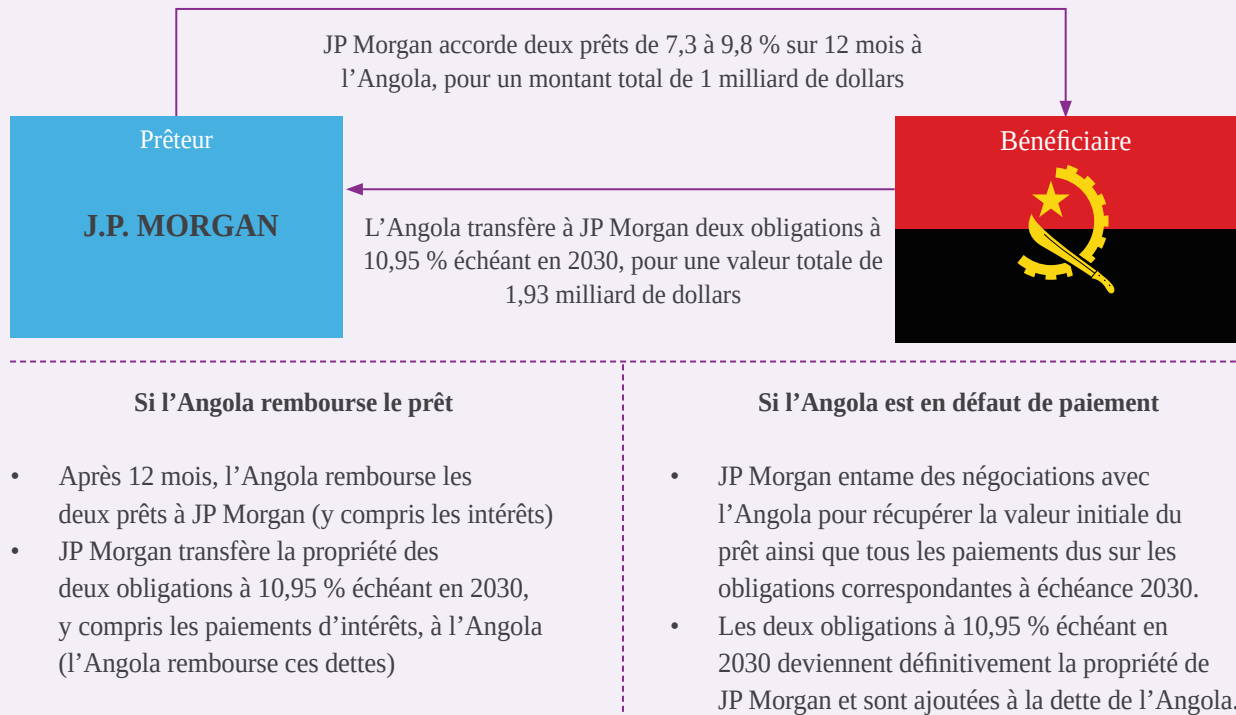 JP Morgan accorde deux prêts de 7,3 à 9,8 % sur 12 mois à
l’Angola, pour un montant total de 1 milliard de dollars
Prêteur
J.P. MORGAN
Bénéficiaire
L’Angola transfère à JP Morgan deux obligations à
10,95 % échéant en 2030, pour une valeur totale de
1,93 milliard de dollars
Si l’Angola rembourse le prêt
• Après 12 mois, l’Angola rembourse les
deux prêts à JP Morgan (y compris les intérêts)
• JP Morgan transfère la propriété des
deux obligations à 10,95 % échéant en 2030,
y compris les paiements d’intérêts, à l’Angola
(l’Angola rembourse ces dettes)
Si l’Angola est en défaut de paiement
• JP Morgan entame des négociations avec
l’Angola pour récupérer la valeur initiale du
prêt ainsi que tous les paiements dus sur les
obligations correspondantes à échéance 2030.
• Les deux obligations à 10,95 % échéant en
2030 deviennent définitivement la propriété de
JP Morgan et sont ajoutées à la dette de l’Angola.